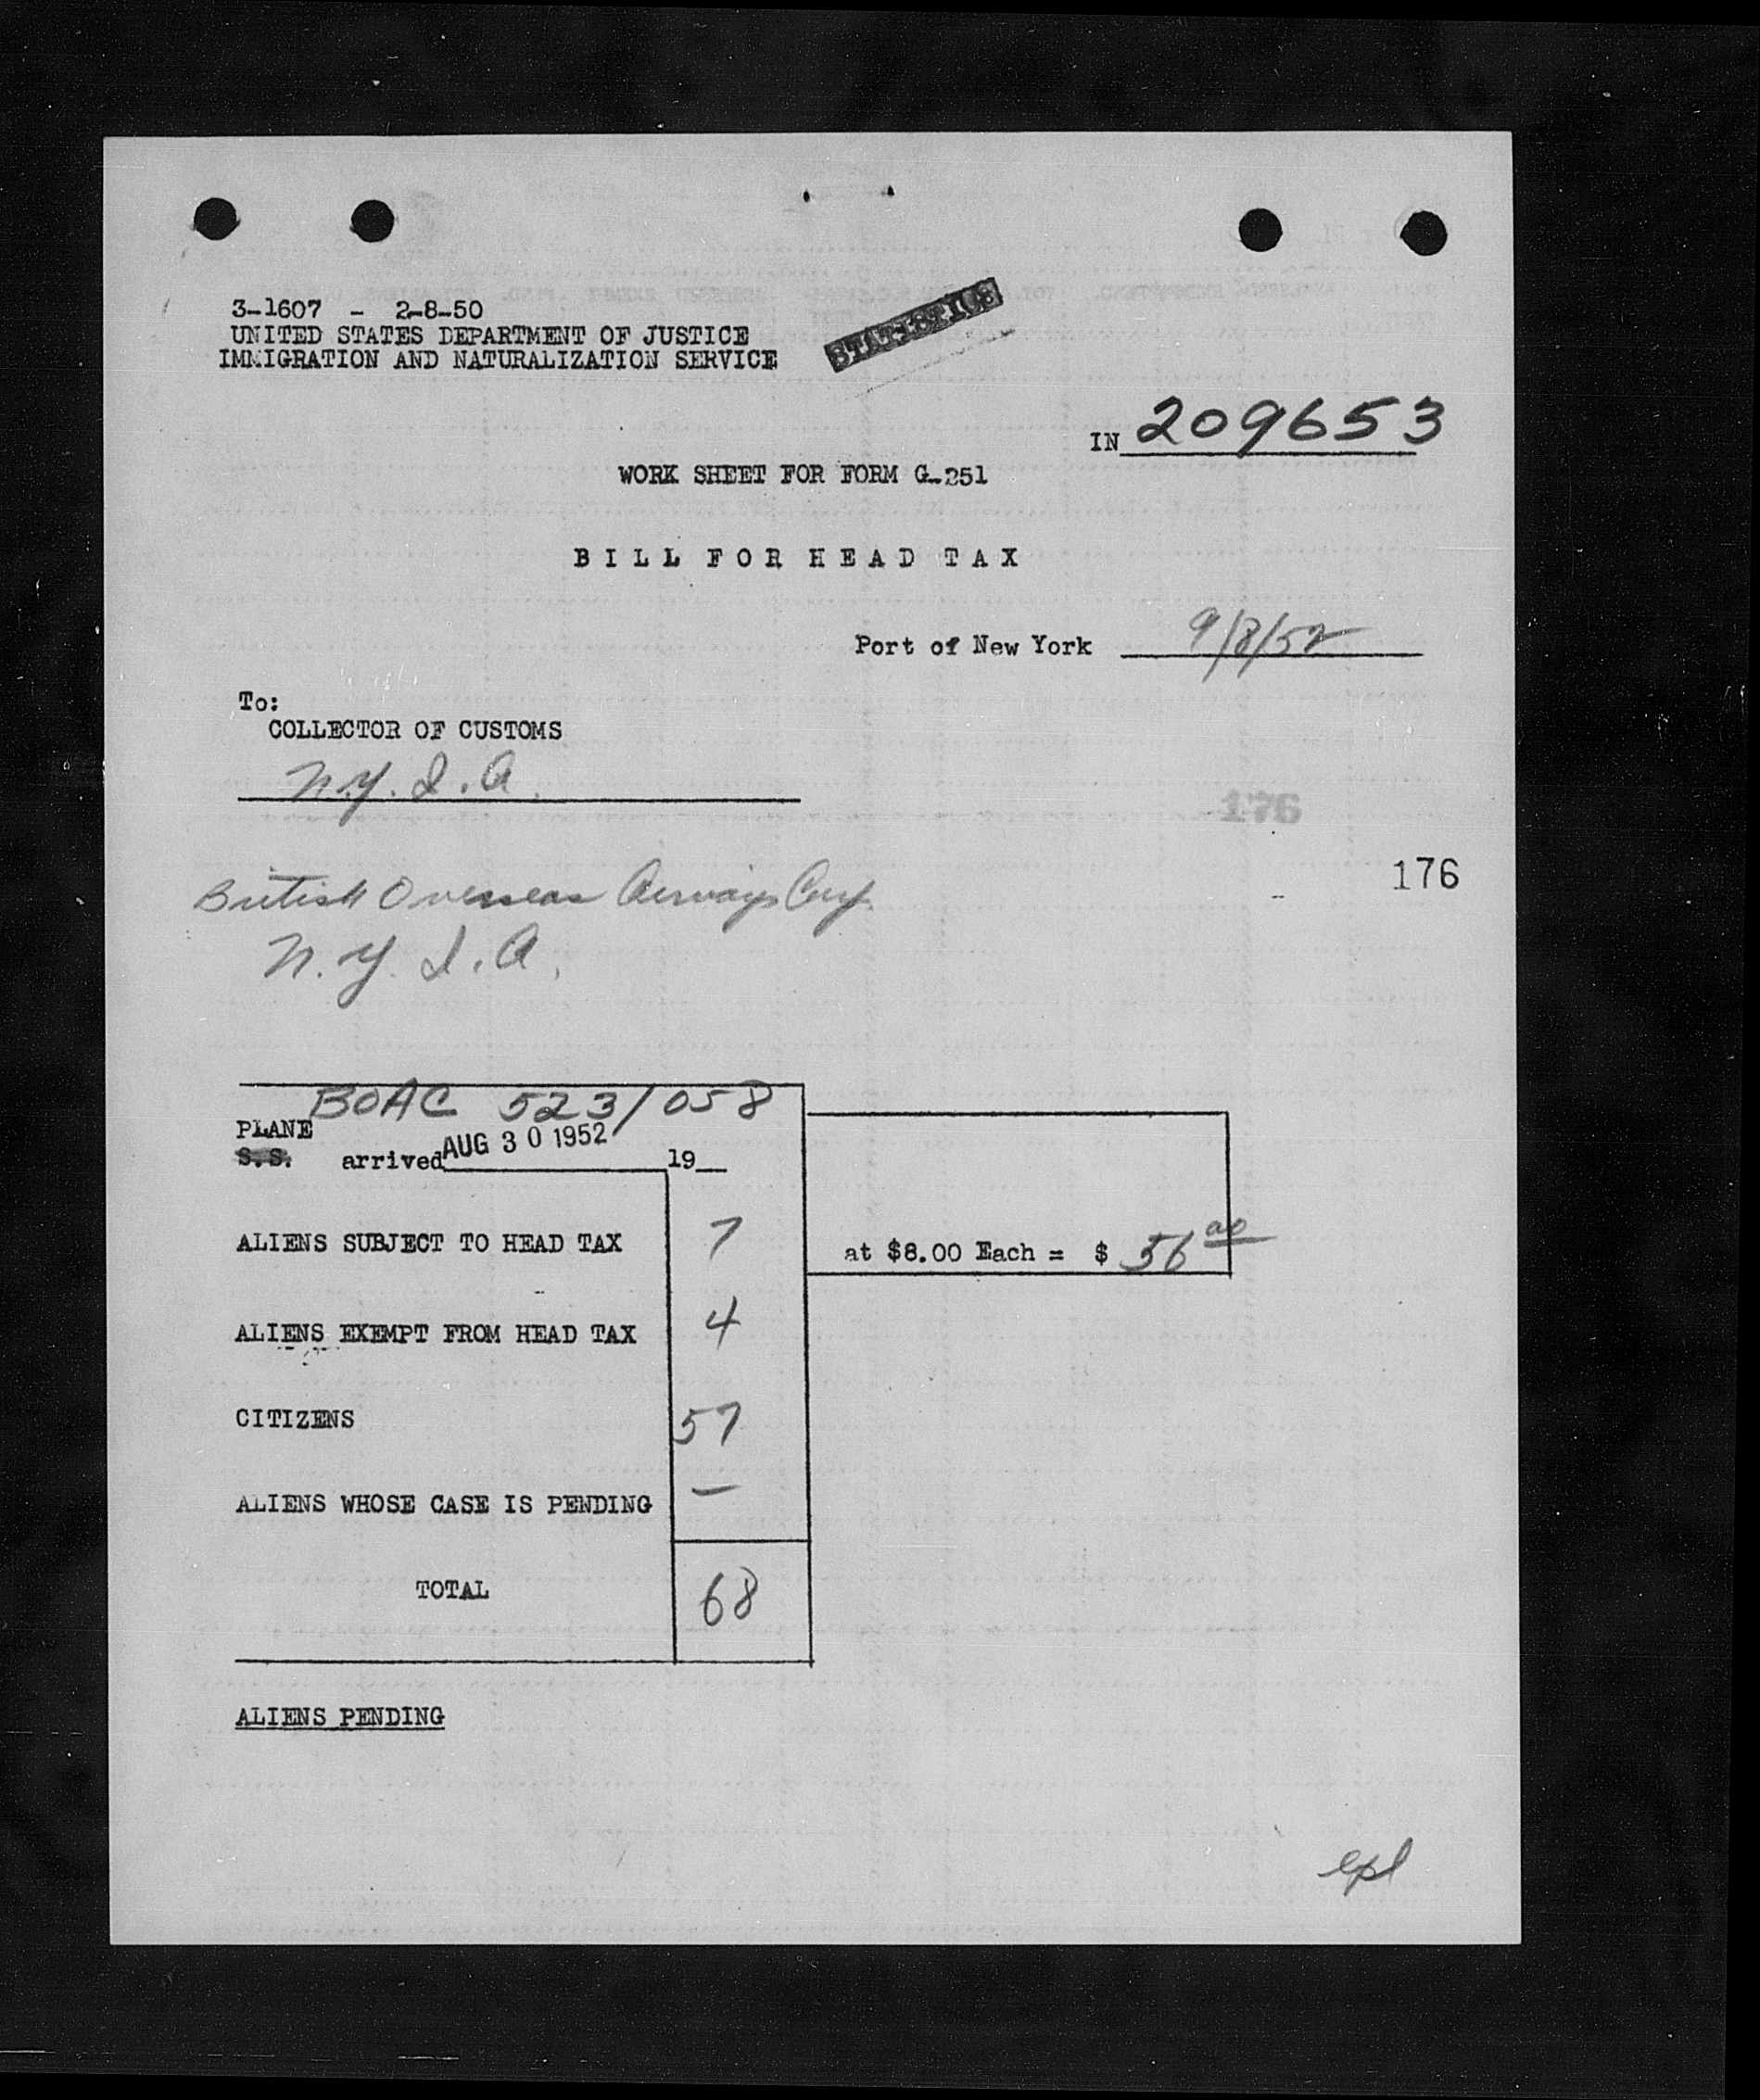 3-1607 - 2-8-50
UNITED STATES DEPARTMENT OF JUSTICE
IMMIGRATION AND NATURALIZATION SERVICE
STATISTICS
IN 209653
WORK SHEET FOR FORM G-251
BILL FOR HEAD TAX
Port of New York 9/8/52
To:
COLLECTOR OF CUSTOMS
N.Y.I.A.
176
176
British Overseas Airways Corp.
N.Y.I.A.
BOAC 523/058
PLANE
S.S. arrived AUG 30 1952 19__
ALIENS SUBJECT TO HEAD TAX 7 at $8.00 Each = $ 56 00
ALIENS EXEMPT FROM HEAD TAX 4
CITIZENS 57
ALIENS WHOSE CASE IS PENDING —
TOTAL 68
ALIENS PENDING